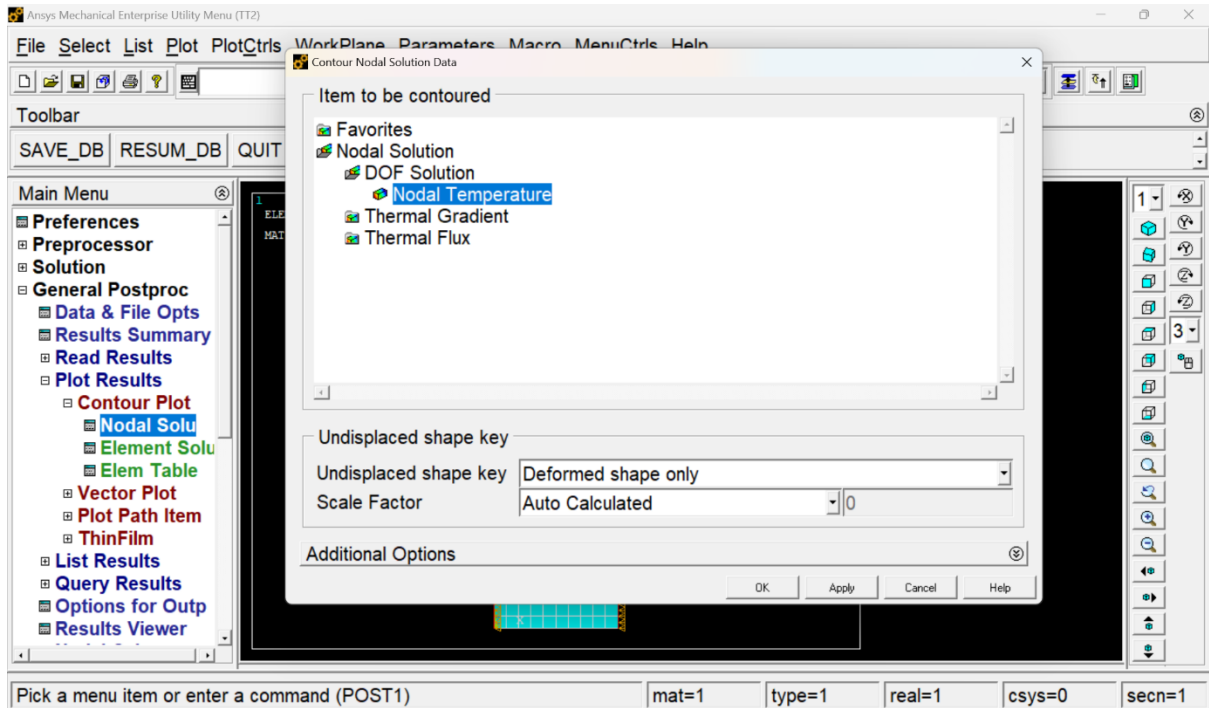 Ansys Mechanical Enterprise Utility Menu (TT2)
File Select List Plot PlotCtrls WorkPlane Parameters Macro MenuCtrls Help
Contour Nodal Solution Data
Toolbar
SAVE_DB RESUM_DB QUIT
Item to be contoured
Favorites
Nodal Solution
DOF Solution
Nodal Temperature
Thermal Gradient
Thermal Flux
Undisplaced shape key
Undisplaced shape key Deformed shape only
Scale Factor Auto Calculated 0
Additional Options
OK Apply Cancel Help
Main Menu
Preferences
Preprocessor
Solution
General Postproc
Data & File Opts
Results Summary
Read Results
Plot Results
Contour Plot
Nodal Solu
Element Solu
Elem Table
Vector Plot
Plot Path Item
ThinFilm
List Results
Query Results
Options for Outp
Results Viewer
1
ELE
MAT
X
1
3
Pick a menu item or enter a command (POST1) mat=1 type=1 real=1 csys=0 secn=1